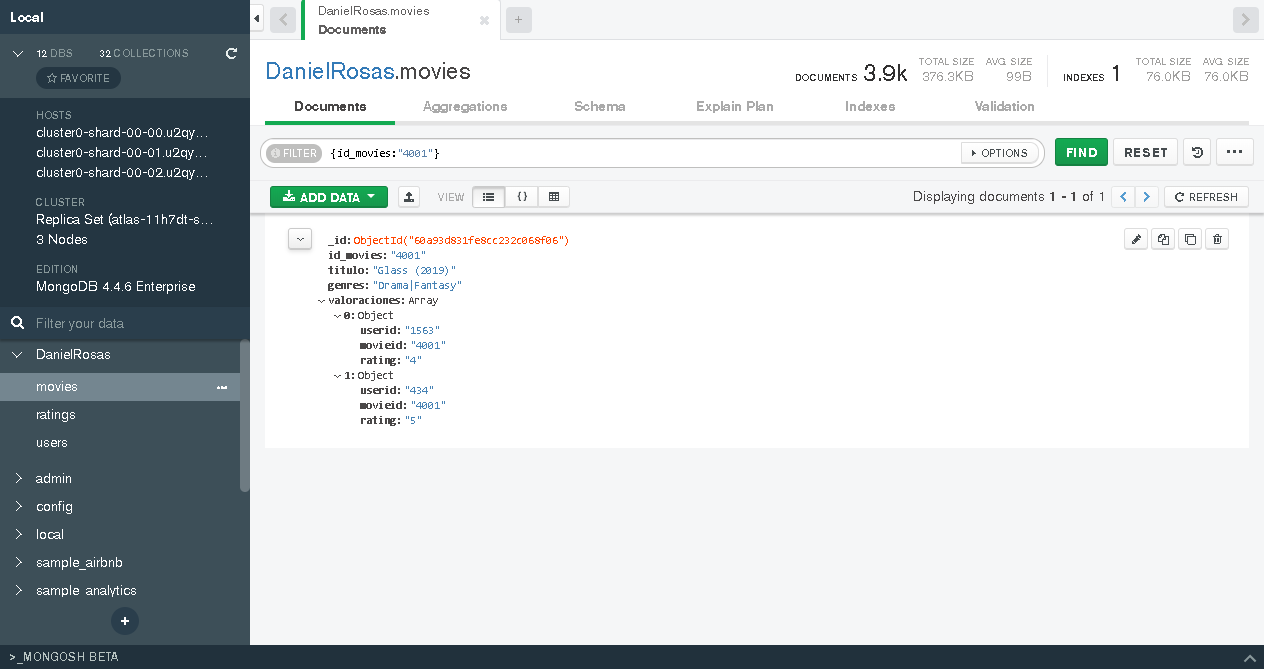 Local
12 DBS 32 COLLECTIONS
FAVORITE
HOSTS
cluster0-shard-00-00.u2qy...
cluster0-shard-00-01.u2qy...
cluster0-shard-00-02.u2qy...
CLUSTER
Replica Set (atlas-11h7dt-s...
3 Nodes
EDITION
MongoDB 4.4.6 Enterprise
Filter your data
DanielRosas
movies
ratings
users
admin
config
local
sample_airbnb
sample_analytics
>_MONGOSH BETA
DanielRosas.movies
Documents
DanielRosas.movies
DOCUMENTS 3.9k TOTAL SIZE 376.3KB AVG. SIZE 99B INDEXES 1 TOTAL SIZE 76.0KB AVG. SIZE 76.0KB
Documents Aggregations Schema Explain Plan Indexes Validation
FILTER {id_movies:"4001"} OPTIONS FIND RESET
ADD DATA VIEW Displaying documents 1 - 1 of 1 REFRESH
_id:ObjectId("60a93d831fe8cc232c068f06")
id_movies:"4001"
titulo:"Glass (2019)"
genres:"Drama|Fantasy"
valoraciones:Array
0:Object
userid:"1563"
movieid:"4001"
rating:"4"
1:Object
userid:"434"
movieid:"4001"
rating:"5"